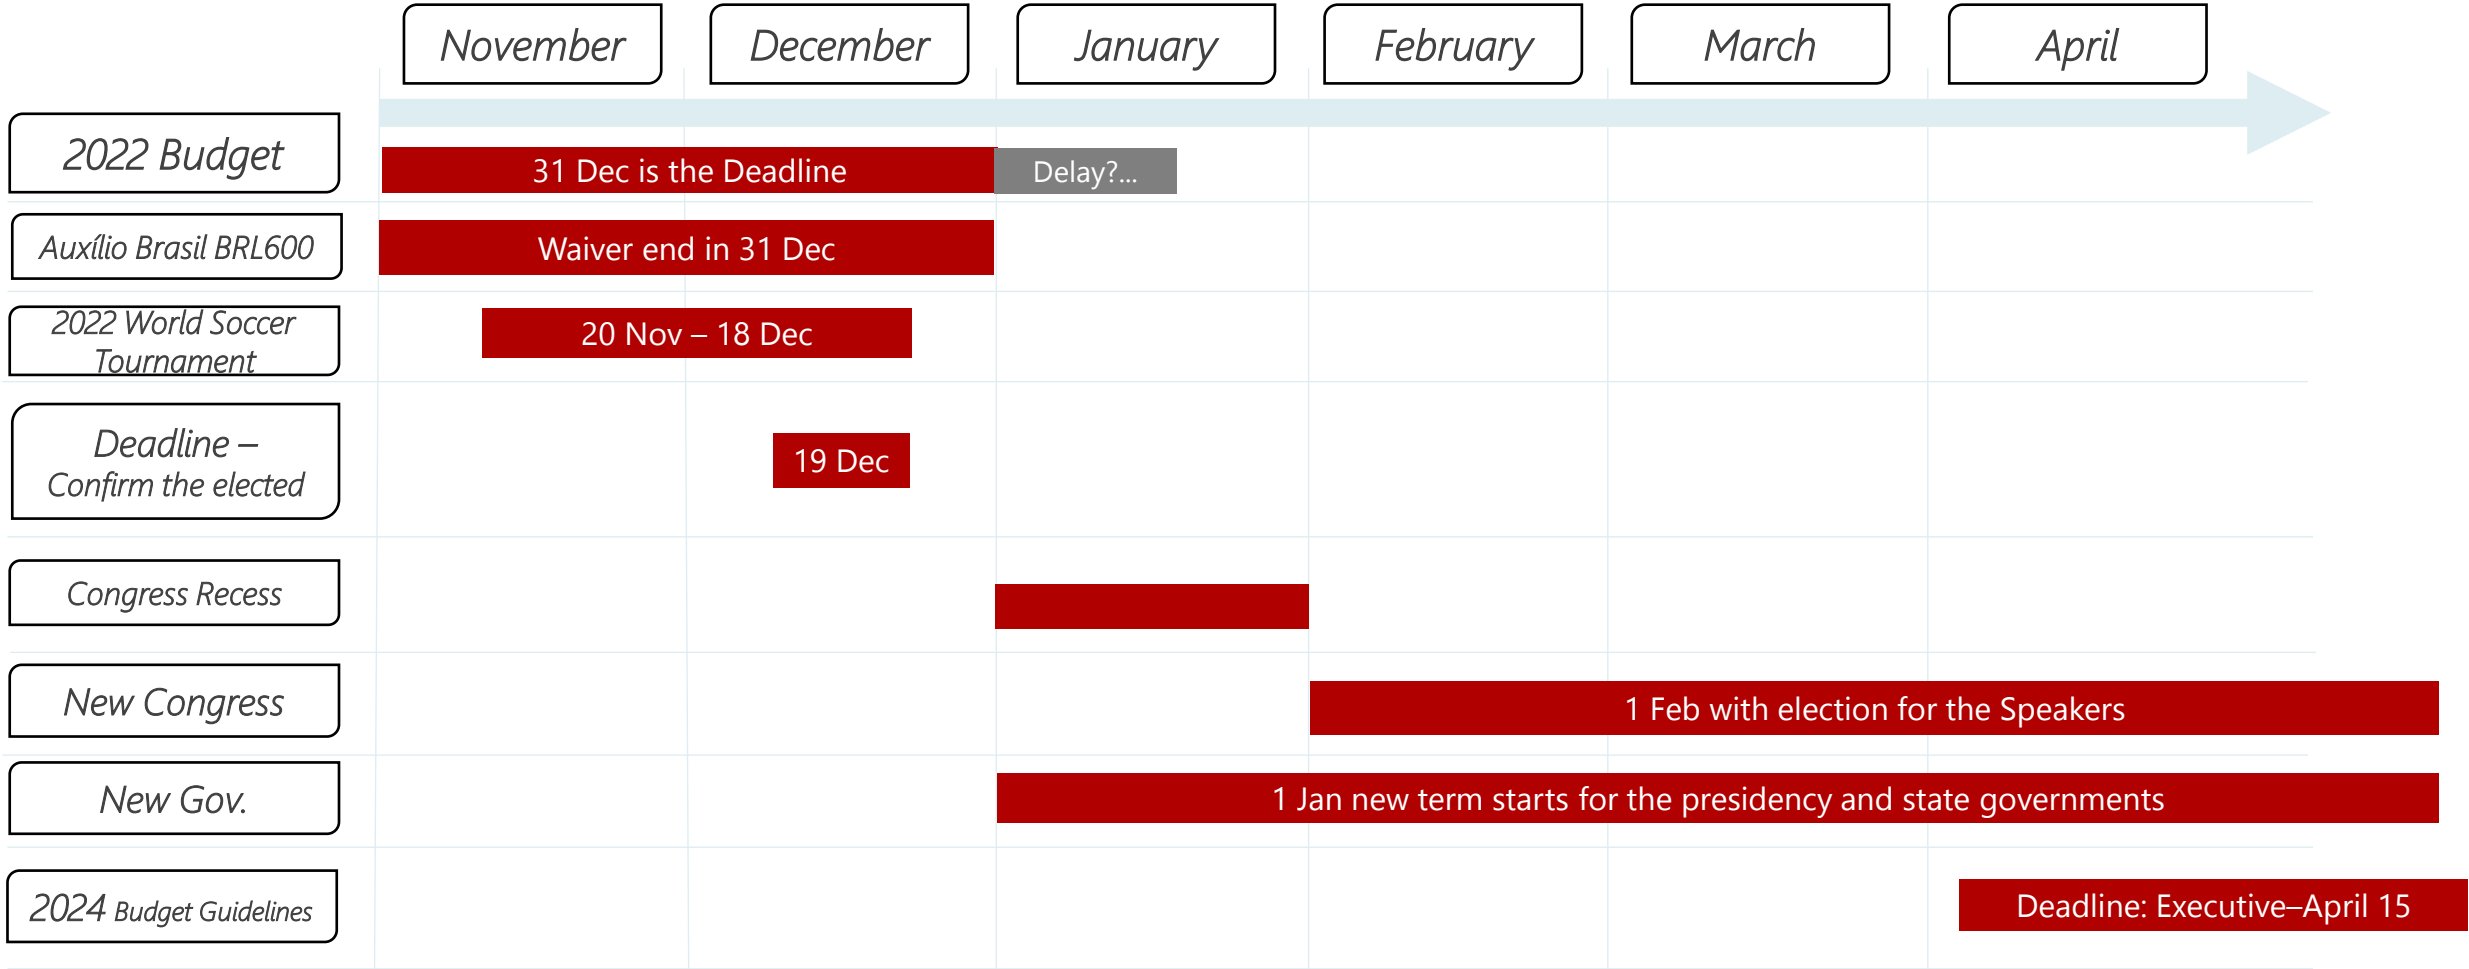 November
December
January
February
March
April
2022 Budget
31 Dec is the Deadline
Delay?...
Auxílio Brasil BRL600
Waiver end in 31 Dec
2022 World Soccer
Tournament
20 Nov – 18 Dec
Deadline –
Confirm the elected
19 Dec
Congress Recess
New Congress
1 Feb with election for the Speakers
New Gov.
1 Jan new term starts for the presidency and state governments
2024 Budget Guidelines
Deadline: Executive–April 15